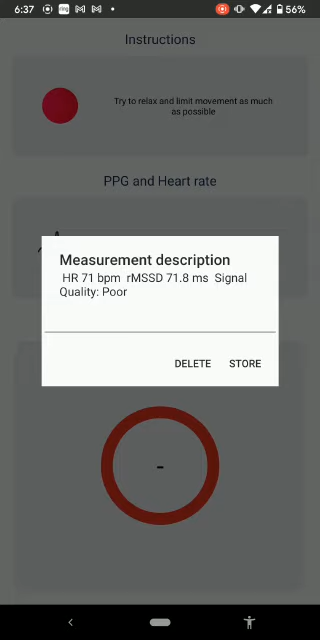 6:37
56%
Instructions
Try to relax and limit movement as much
as possible
PPG and Heart rate
Measurement description
HR 71 bpm rMSSD 71.8 ms Signal
Quality: Poor
DELETE STORE
-